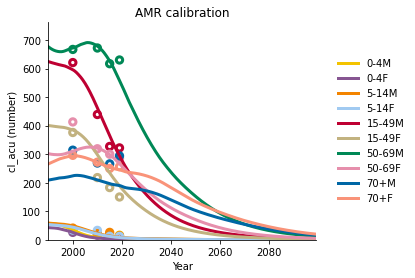 AMR calibration
700
600
500
400
300
200
100
0
cl_acu (number)
2000
2020
2040
2060
2080
Year
0-4M
0-4F
5-14M
5-14F
15-49M
15-49F
50-69M
50-69F
70+M
70+F